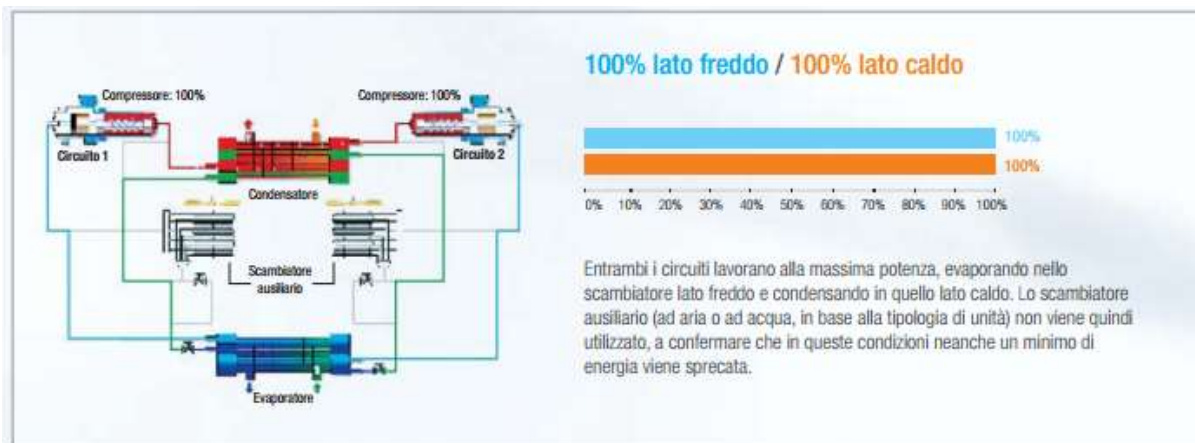 100% lato freddo / 100% lato caldo
Compressore: 100%
Compressore: 100%
Circuito 1
Circuito 2
Condensatore
Scambiatore
ausiliario
Evaporatore
100%
100%
0% 10% 20% 30% 40% 50% 60% 70% 80% 90% 100%
Entrambi i circuiti lavorano alla massima potenza, evaporando nello
scambiatore lato freddo e condensando in quello lato caldo. Lo scambiatore
ausiliario (ad aria o ad acqua, in base alla tipologia di unità) non viene quindi
utilizzato, a confermare che in queste condizioni neanche un minimo di
energia viene sprecata.